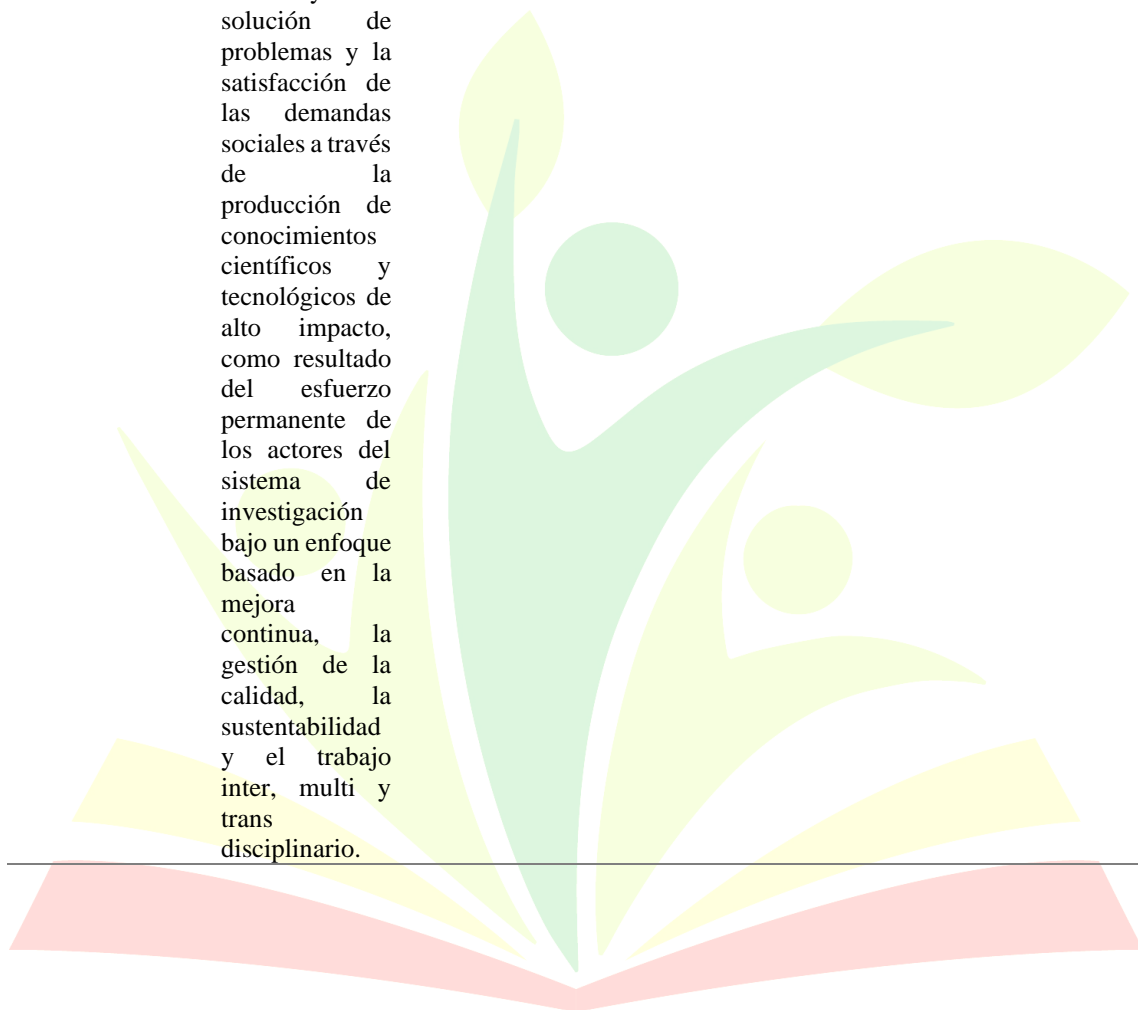 solución de
problemas y la
satisfacción de
las demandas
sociales a través
de la
producción de
conocimientos
científicos y
tecnológicos de
alto impacto,
como resultado
del esfuerzo
permanente de
los actores del
sistema de
investigación
bajo un enfoque
basado en la
mejora
continua, la
gestión de la
calidad, la
sustentabilidad
y el trabajo
inter, multi y
trans
disciplinario.